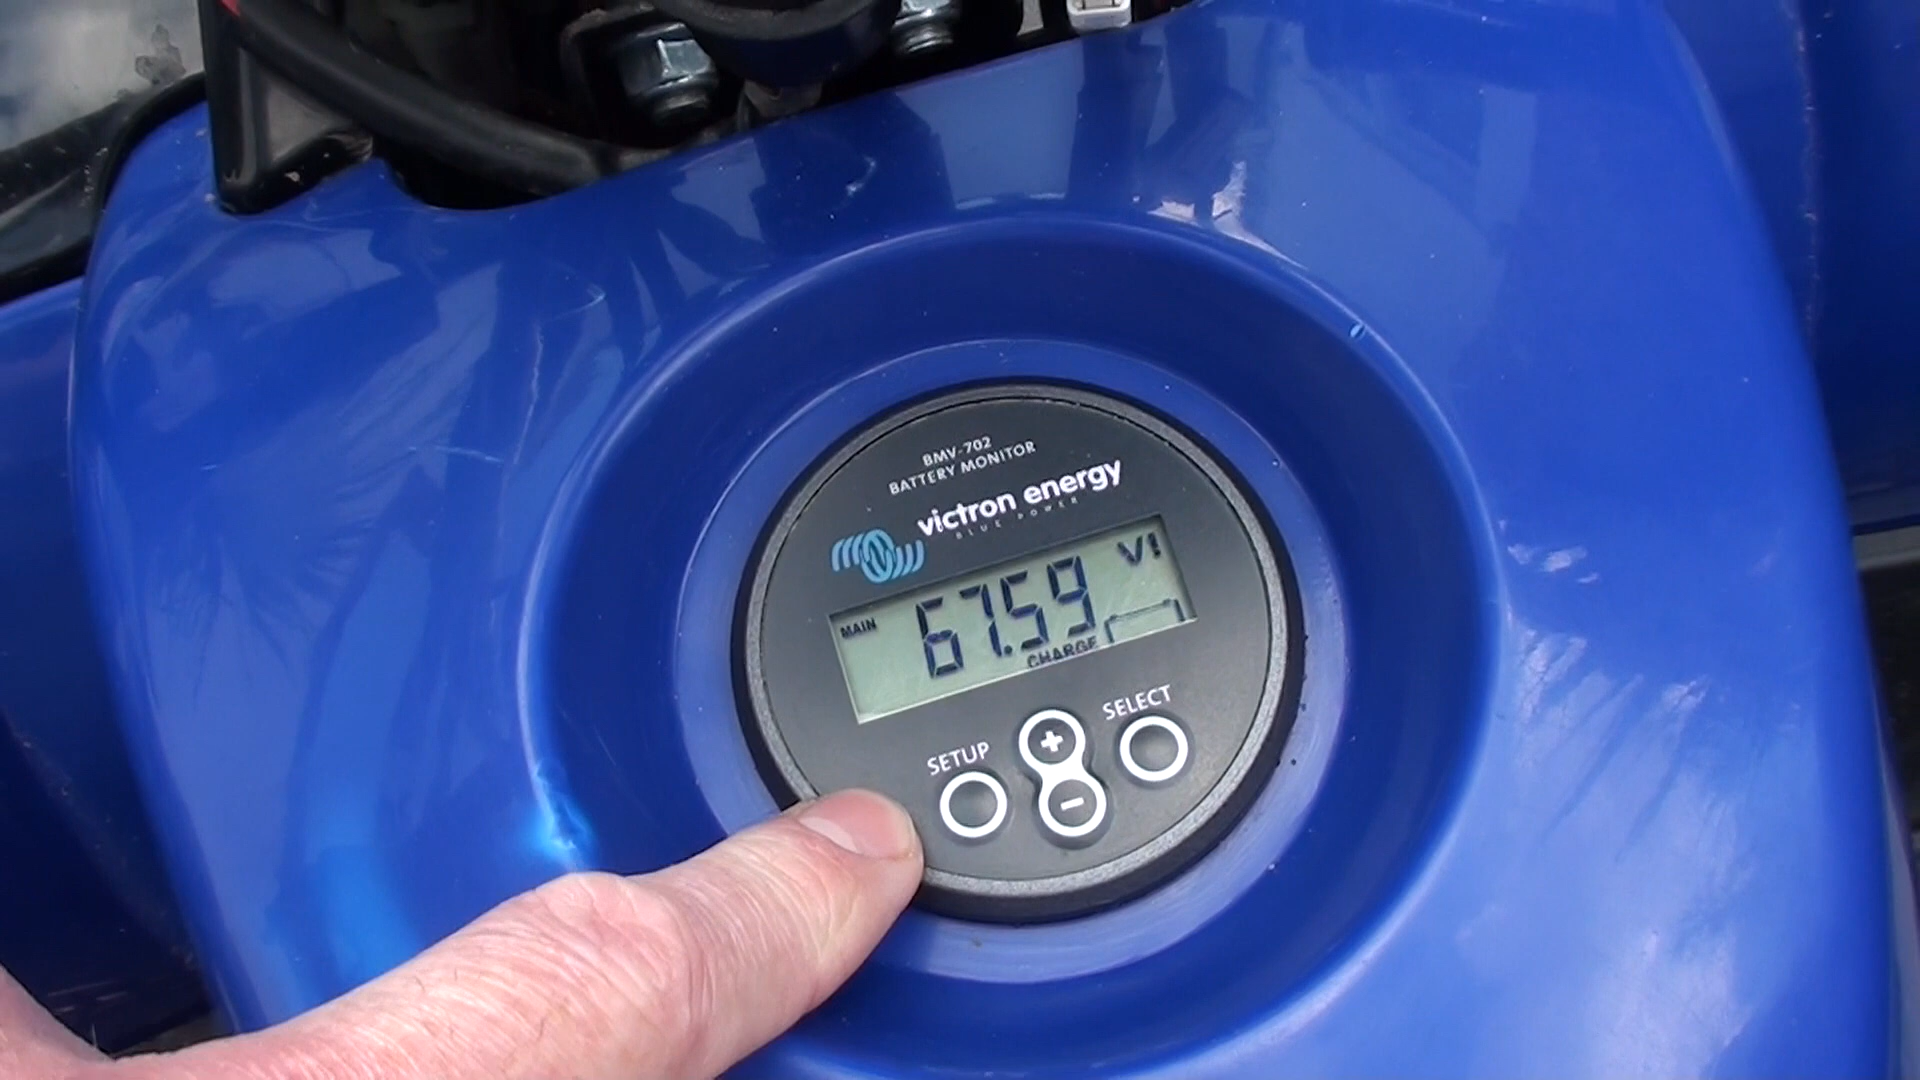 BMV-702
BATTERY MONITOR
victron energy
BLUE POWER
MAIN 67.59 V!
CHARGE
SETUP + SELECT
-